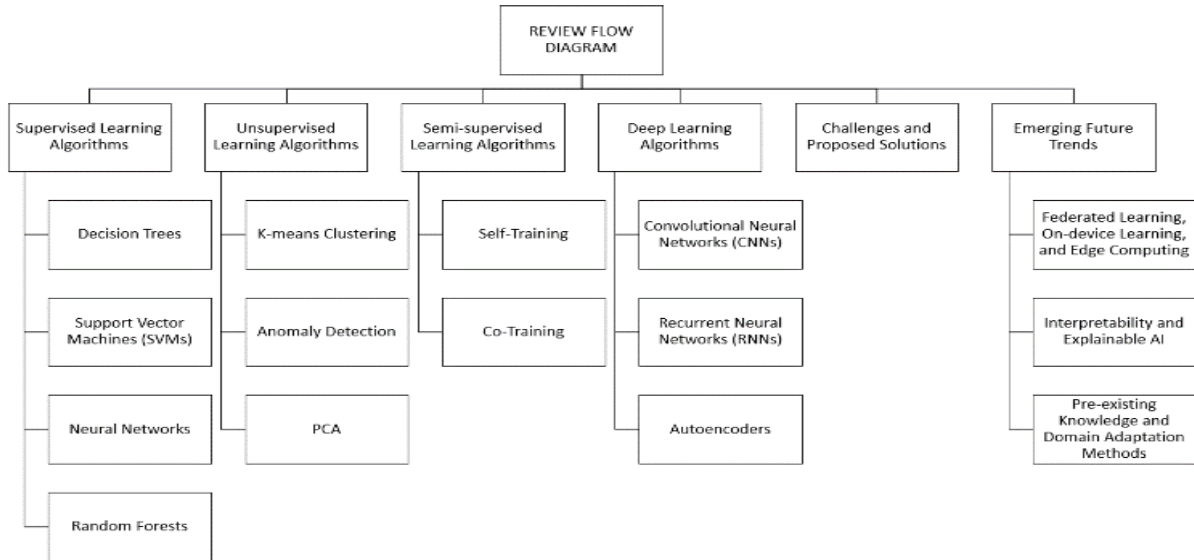 REVIEW FLOW
DIAGRAM
Supervised Learning
Algorithms
Unsupervised
Learning Algorithms
Semi-supervised
Learning Algorithms
Deep Learning
Algorithms
Challenges and
Proposed Solutions
Emerging Future
Trends
Decision Trees
Support Vector
Machines (SVMs)
Neural Networks
Random Forests
K-means Clustering
Anomaly Detection
PCA
Self-Training
Co-Training
Convolutional Neural
Networks (CNNs)
Recurrent Neural
Networks (RNNs)
Autoencoders
Federated Learning,
On-device Learning,
and Edge Computing
Interpretability and
Explainable AI
Pre-existing
Knowledge and
Domain Adaptation
Methods